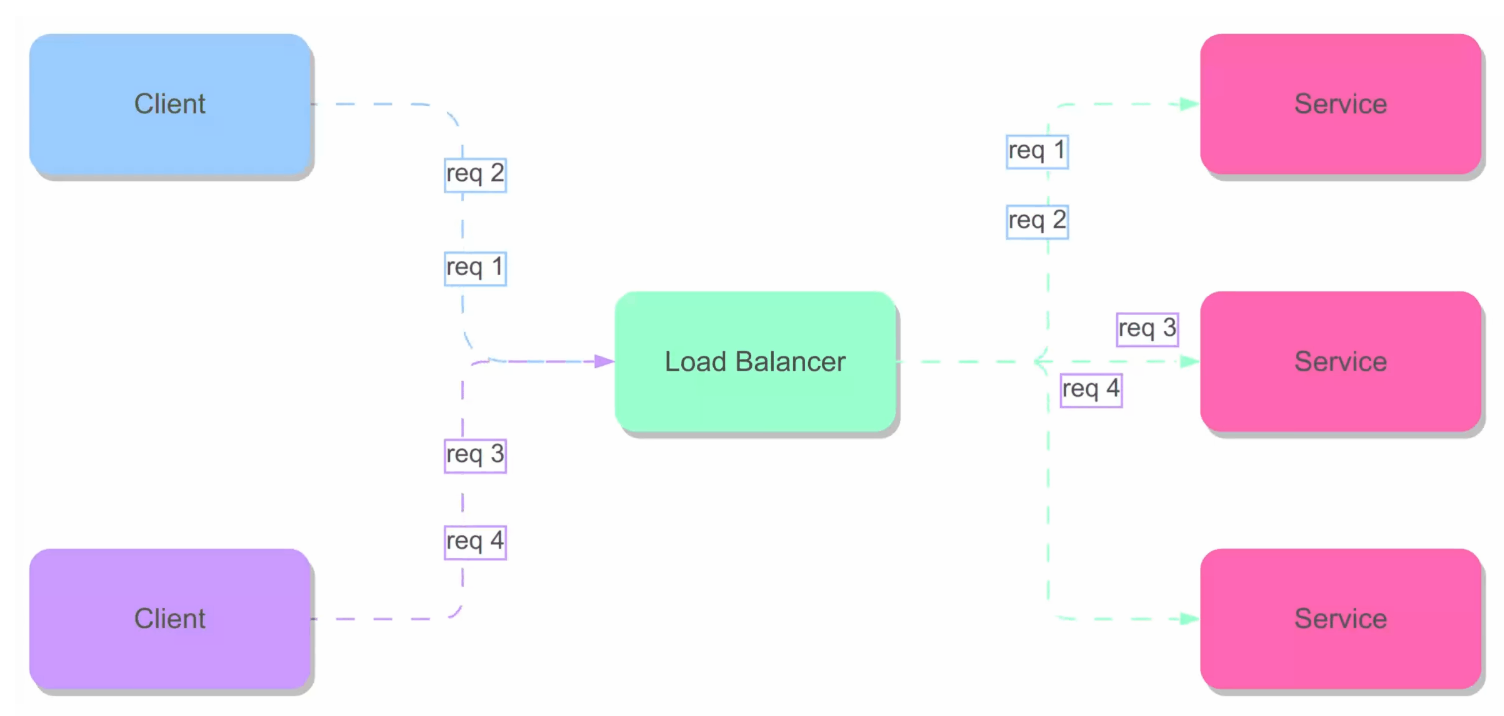 Client
Service
req 1
req 2
req 2
req 1
req 3
Load Balancer
Service
req 4
req 3
req 4
Client
Service